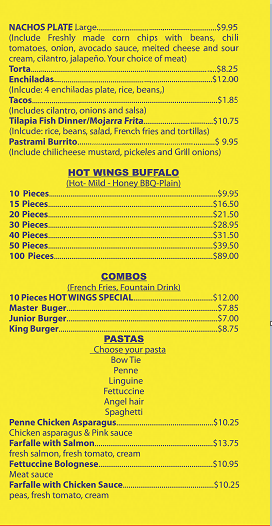 NACHOS PLATE Large...............................................$9.95
(Include Freshly made corn chips with beans, chili
tomatoes, onion, avocado sauce, melted cheese and sour
cream, cilantro, jalapeño. Your choice of meat)
Torta.....................................................................$8.25
Enchiladas............................................................$12.00
(Inlcude: 4 enchiladas plate, rice, beans,)
Tacos.....................................................................$1.85
(Includes cilantro, onions and salsa)
Tilapia Fish Dinner/Mojarra Frita..........................$10.75
(Inlcude: rice, beans, salad, French fries and tortillas)
Pastrami Burrito...................................................$ 9.95
(Include chilicheese mustard, pickeles and Grill onions)
HOT WINGS BUFFALO
(Hot- Mild - Honey BBQ-Plain)
10 Pieces...............................................................$9.95
15 Pieces..............................................................$16.50
20 Pieces..............................................................$21.50
30 Pieces..............................................................$28.95
40 Pieces..............................................................$31.50
50 Pieces..............................................................$39.50
100 Pieces............................................................$89.00
COMBOS
(French Fries, Fountain Drink)
10 Pieces HOT WINGS SPECIAL............................$12.00
Master Buger........................................................$7.85
Junior Burger........................................................$7.00
King Burger...........................................................$8.75
PASTAS
Choose your pasta
Bow Tie
Penne
Linguine
Fettuccine
Angel hair
Spaghetti
Penne Chicken Asparagus....................................$10.25
Chicken asparagus & Pink sauce
Farfalle with Salmon............................................$13.75
fresh salmon, fresh tomato, cream
Fettuccine Bolognese..........................................$10.95
Meat sauce
Farfalle with Chicken Sauce.................................$10.25
peas, fresh tomato, cream